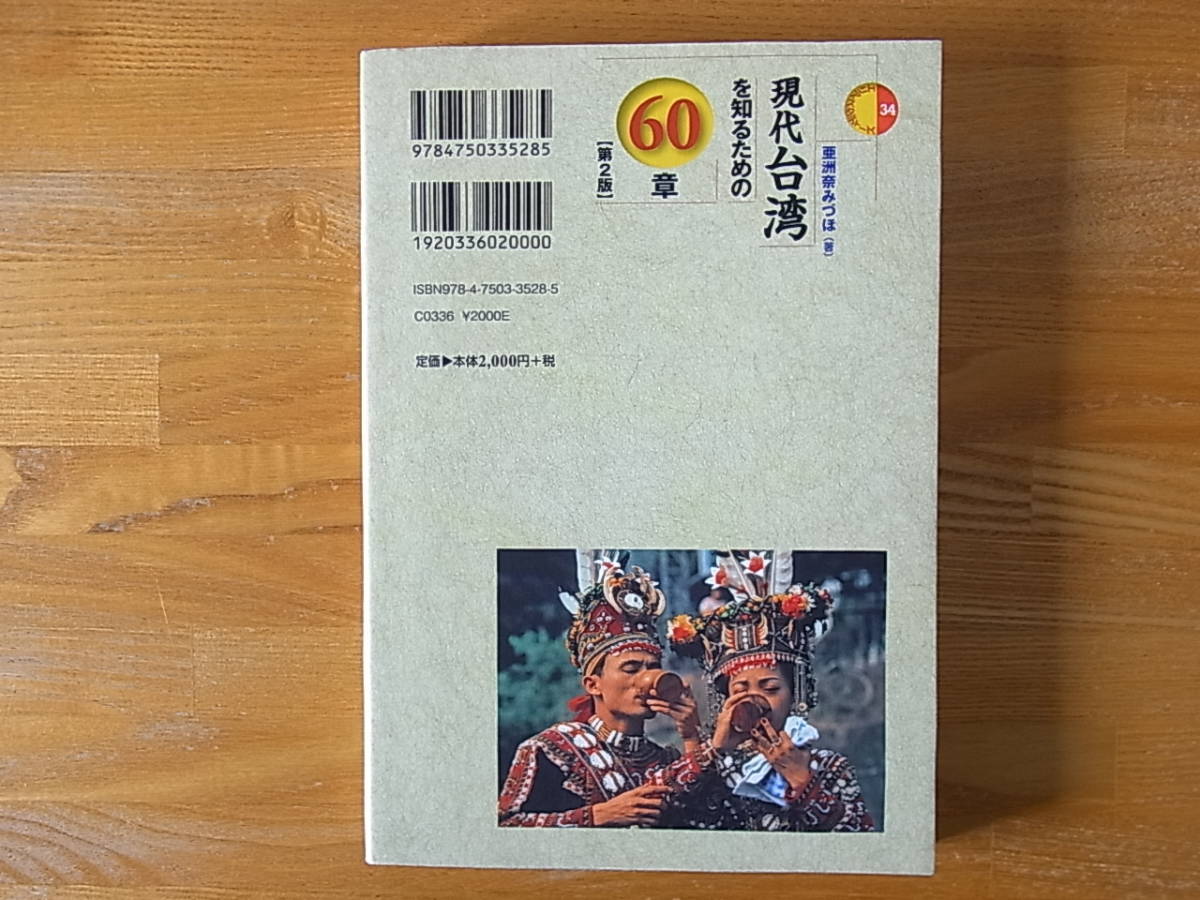 34
亜洲奈みづほ(著)
現代台湾
を知るための
60
章
【第2版】
9784750335285
1920336020000
ISBN978-4-7503-3528-5
C0336 ¥2000E
定価▶本体2,000円+税